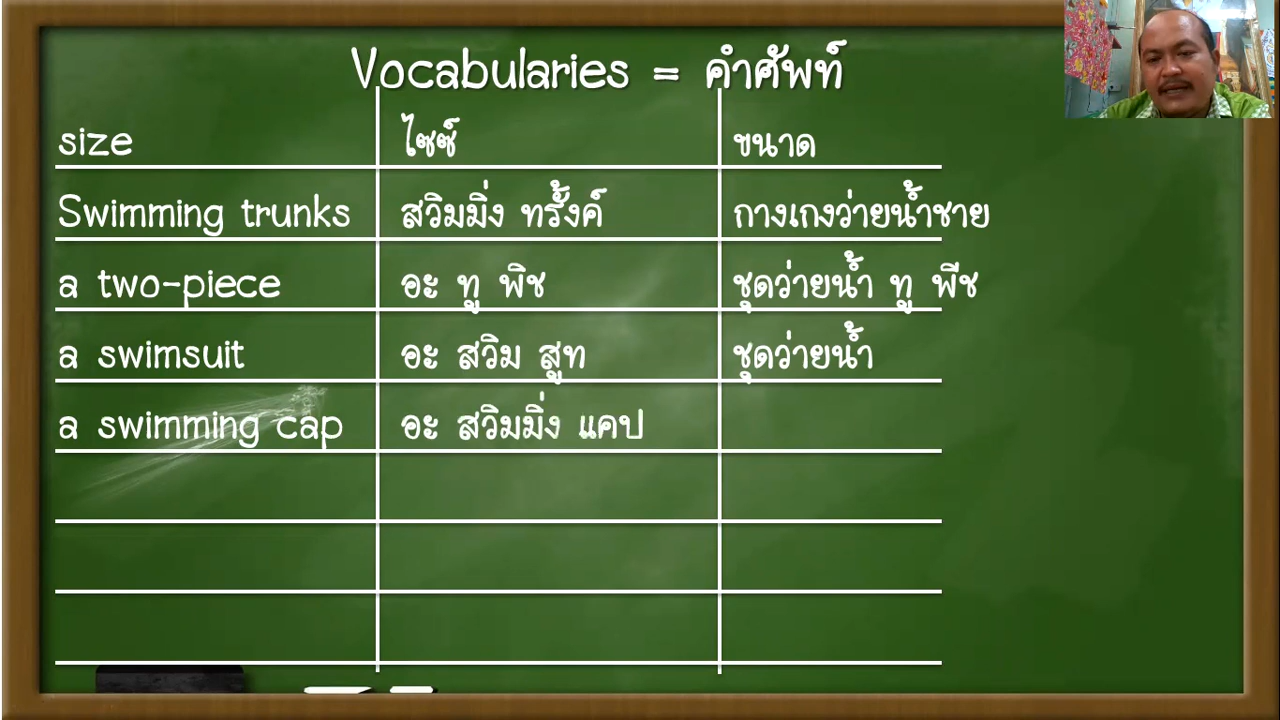 Vocabularies = คำศัพท์
size ไซซ์ ขนาด
Swimming trunks สวิมมิ่ง ทรั้งค์ กางเกงว่ายน้ำชาย
a two-piece อะ ทู พิซ ชุดว่ายน้ำ ทู พีซ
a swimsuit อะ สวิม สูท ชุดว่ายน้ำ
a swimming cap อะ สวิมมิ่ง แคป